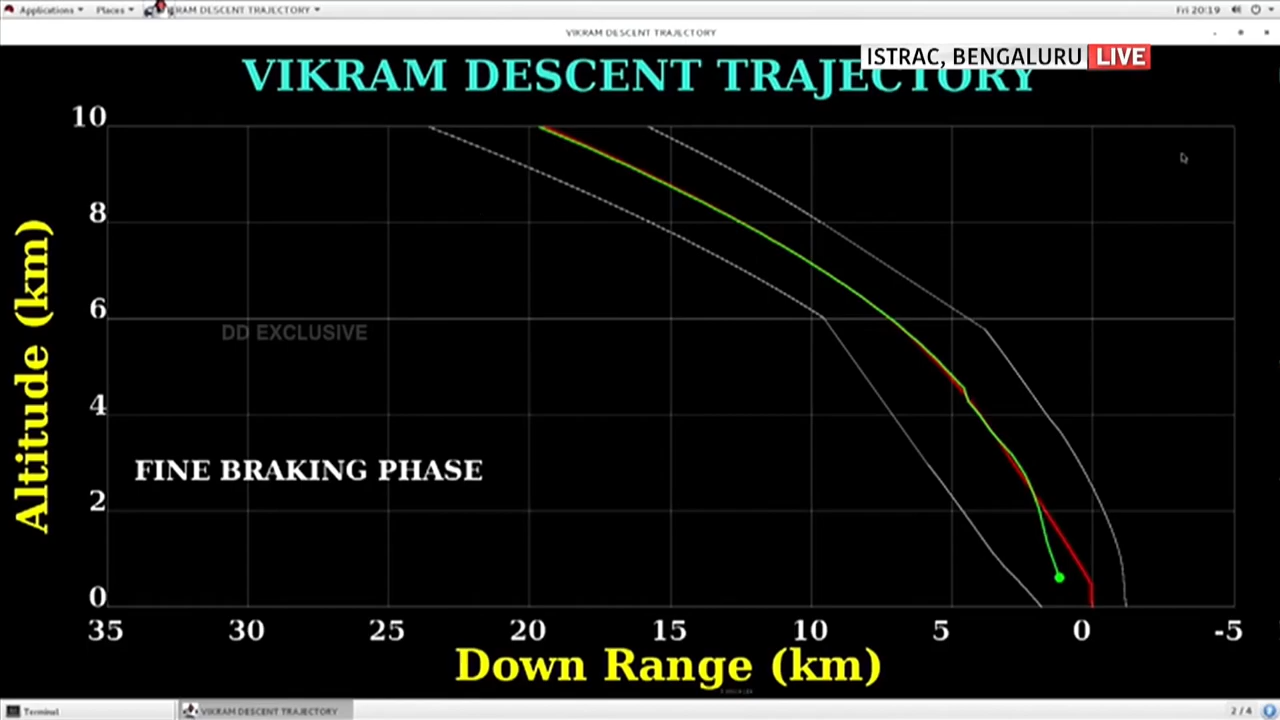 Applications Places VIKRAM DESCENT TRAJECTORY Fri 20:19
VIKRAM DESCENT TRAJECTORY
ISTRAC, BENGALURU LIVE
VIKRAM DESCENT TRAJECTORY
10
8
6
4
2
0
Altitude (km)
DD EXCLUSIVE
FINE BRAKING PHASE
35 30 25 20 15 10 5 0 -5
Down Range (km)
Terminal VIKRAM DESCENT TRAJECTORY 2 / 4